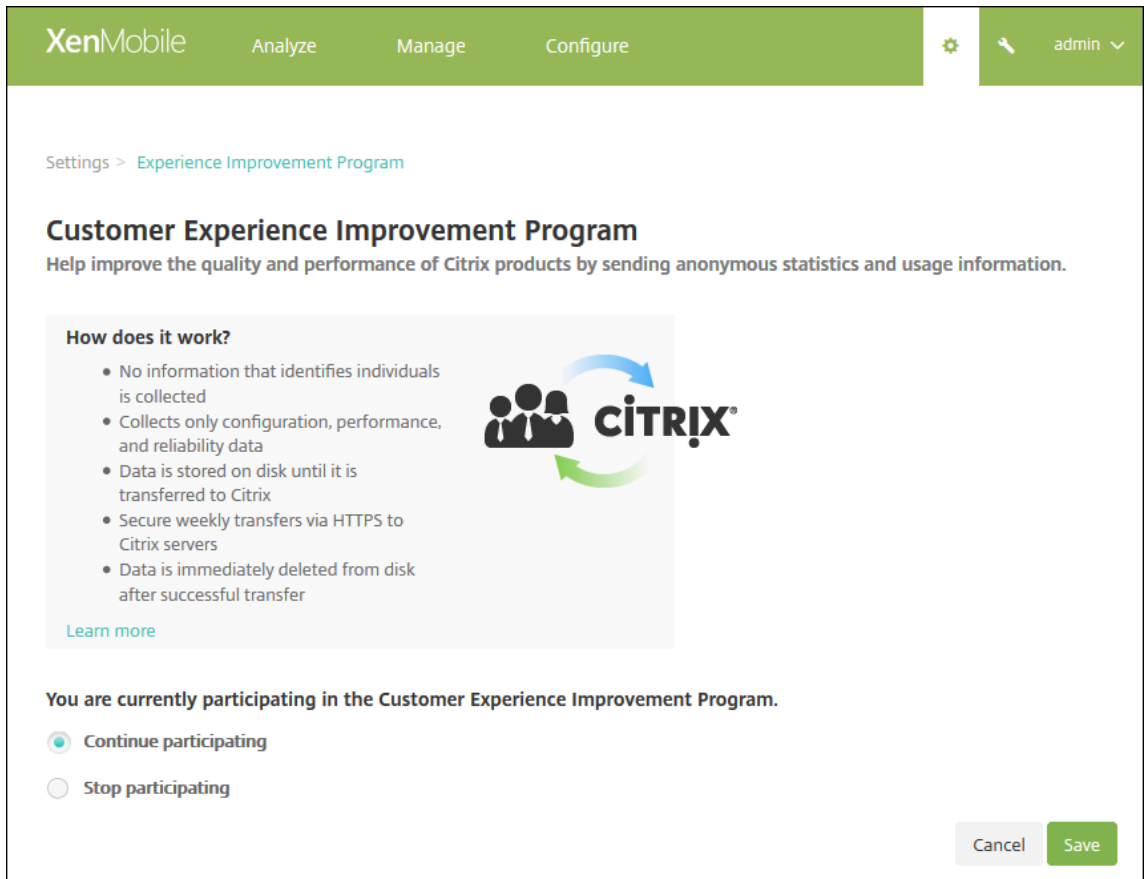 XenMobile Analyze Manage Configure admin
Settings > Experience Improvement Program
Customer Experience Improvement Program
Help improve the quality and performance of Citrix products by sending anonymous statistics and usage information.
How does it work?
• No information that identifies individuals
is collected
• Collects only configuration, performance,
and reliability data
• Data is stored on disk until it is
transferred to Citrix
• Secure weekly transfers via HTTPS to
Citrix servers
• Data is immediately deleted from disk
after successful transfer
CİTRIX®
Learn more
You are currently participating in the Customer Experience Improvement Program.
Continue participating
Stop participating
Cancel Save